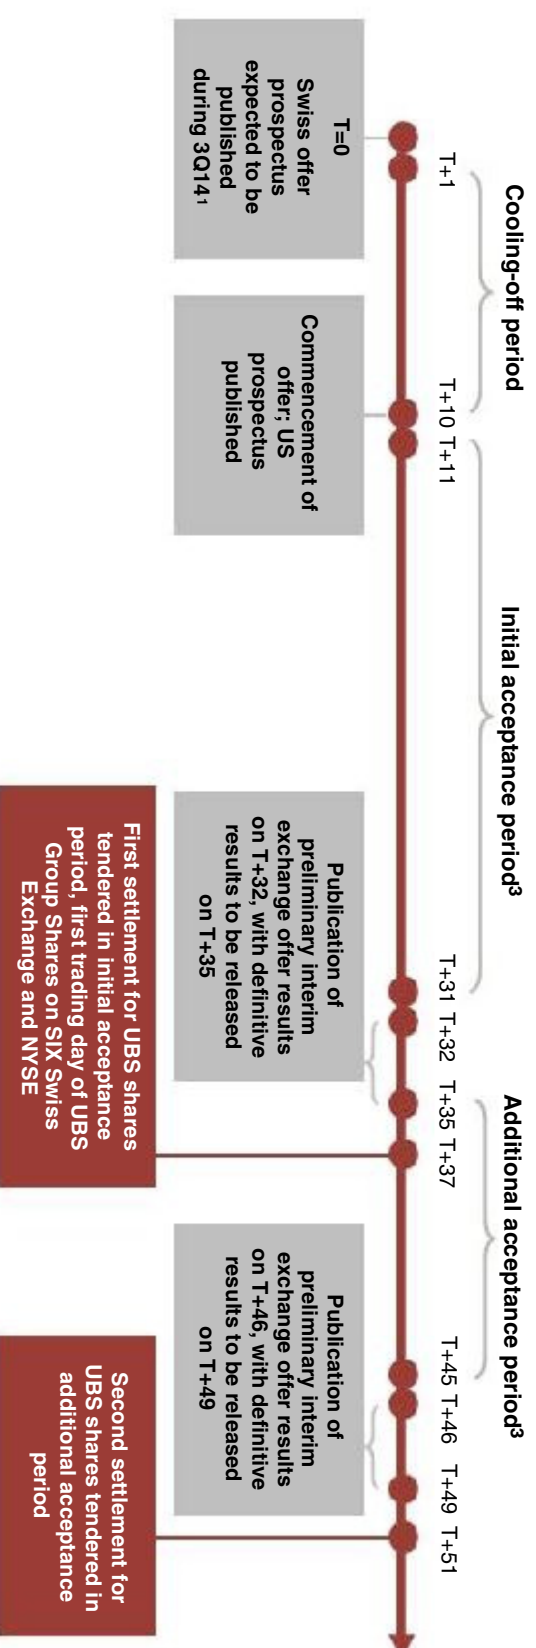 Cooling-off period
Initial acceptance period³
Additional acceptance period³
T+1
T+10
T+11
T+31
T+32
T+35
T+37
T+45
T+46
T+49
T+51
T=0
Swiss offer
prospectus
expected to be
published
during 3Q14¹
Commencement of
offer; US
prospectus
published
Publication of
preliminary interim
exchange offer results
on T+32, with definitive
results to be released
on T+35
Publication of
preliminary interim
exchange offer results
on T+46, with definitive
results to be released
on T+49
First settlement for UBS shares
tendered in initial acceptance
period, first trading day of UBS
Group Shares on SIX Swiss
Exchange and NYSE
Second settlement for
UBS shares tendered in
additional acceptance
period